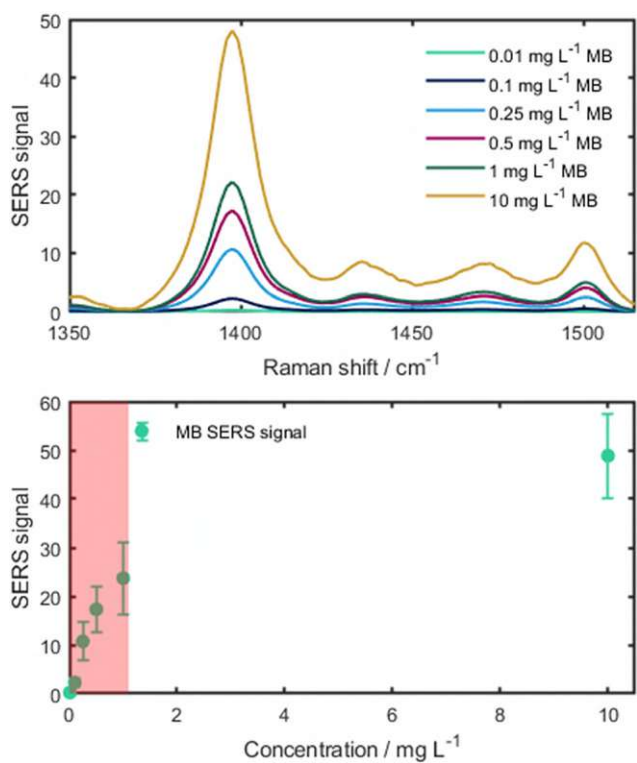 50
40
30
20
10
0
SERS signal
0.01 mg L⁻¹ MB
0.1 mg L⁻¹ MB
0.25 mg L⁻¹ MB
0.5 mg L⁻¹ MB
1 mg L⁻¹ MB
10 mg L⁻¹ MB
1350 1400 1450 1500
Raman shift / cm⁻¹
60
50
40
30
20
10
0
SERS signal
MB SERS signal
0 2 4 6 8 10
Concentration / mg L⁻¹